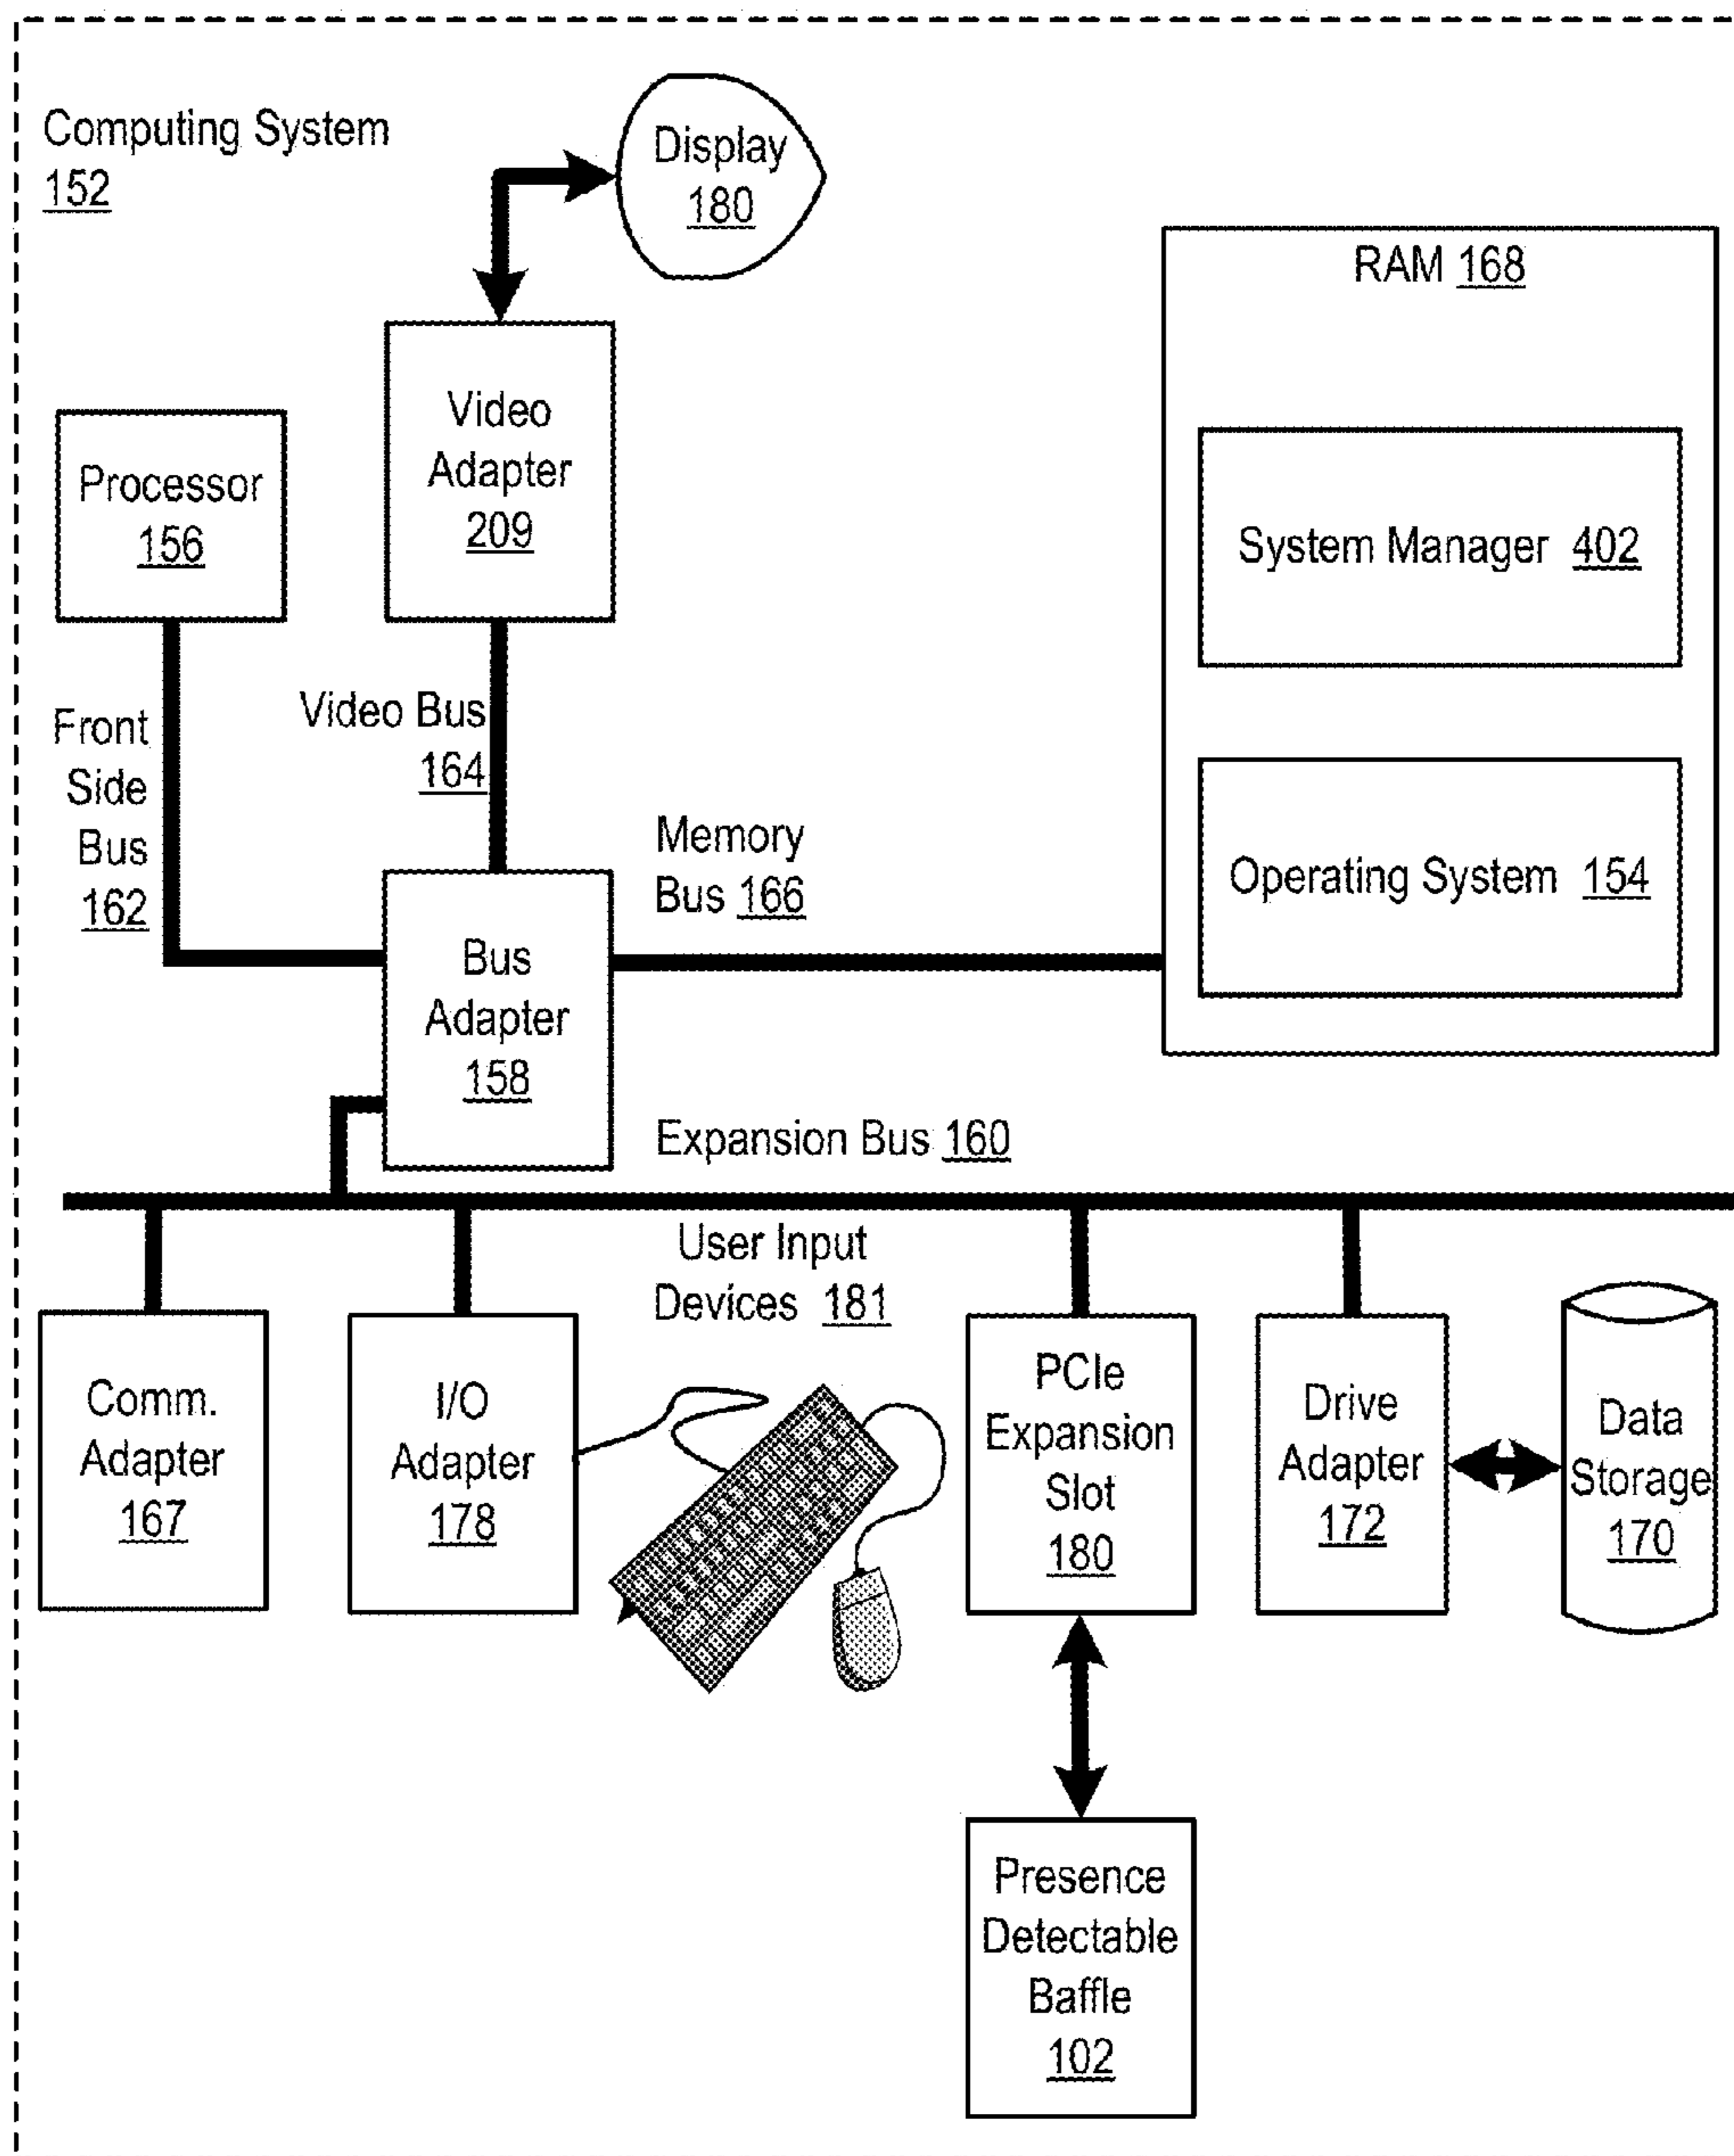 Computing System
152
Display
180
RAM 168
Video
Adapter
209
Processor
156
System Manager 402
Front
Side
Bus
162
Video Bus
164
Memory
Bus 166
Operating System 154
Bus
Adapter
158
Expansion Bus 160
User Input
Devices 181
Comm.
Adapter
167
I/O
Adapter
178
PCIe
Expansion
Slot
180
Drive
Adapter
172
Data
Storage
170
Presence
Detectable
Baffle
102